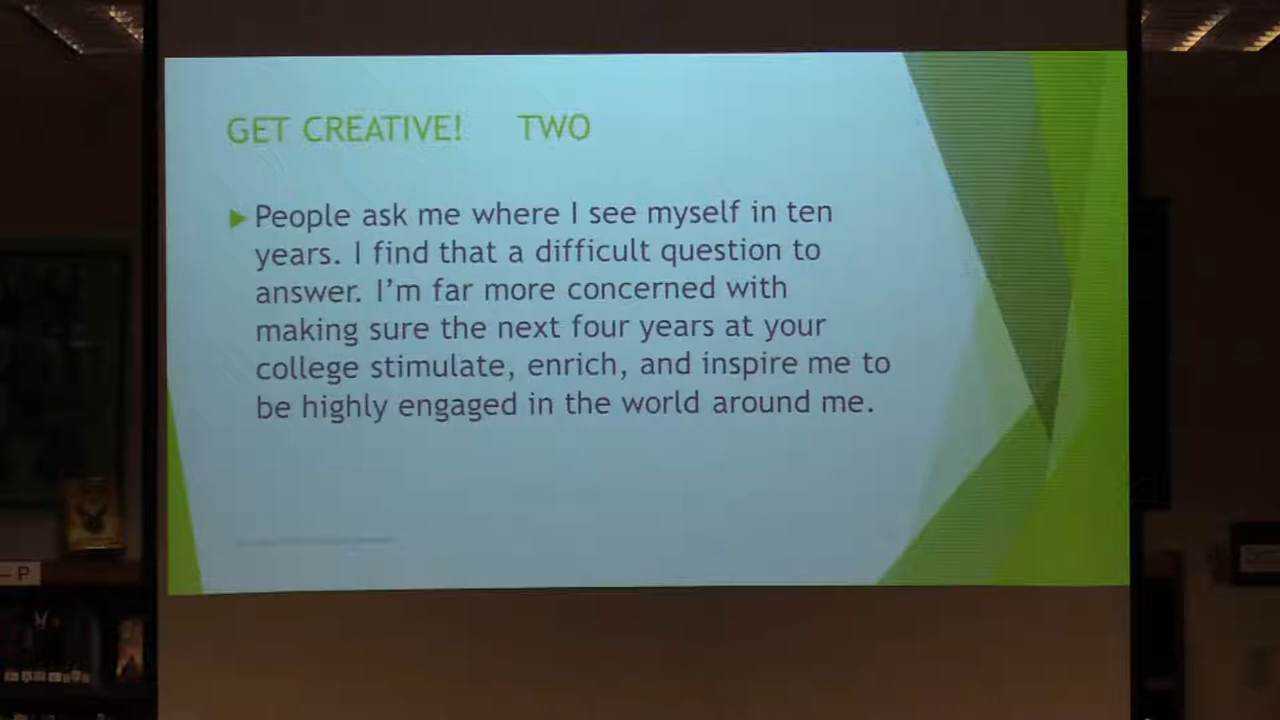 GET CREATIVE! TWO
People ask me where I see myself in ten
years. I find that a difficult question to
answer. I'm far more concerned with
making sure the next four years at your
college stimulate, enrich, and inspire me to
be highly engaged in the world around me.
– P